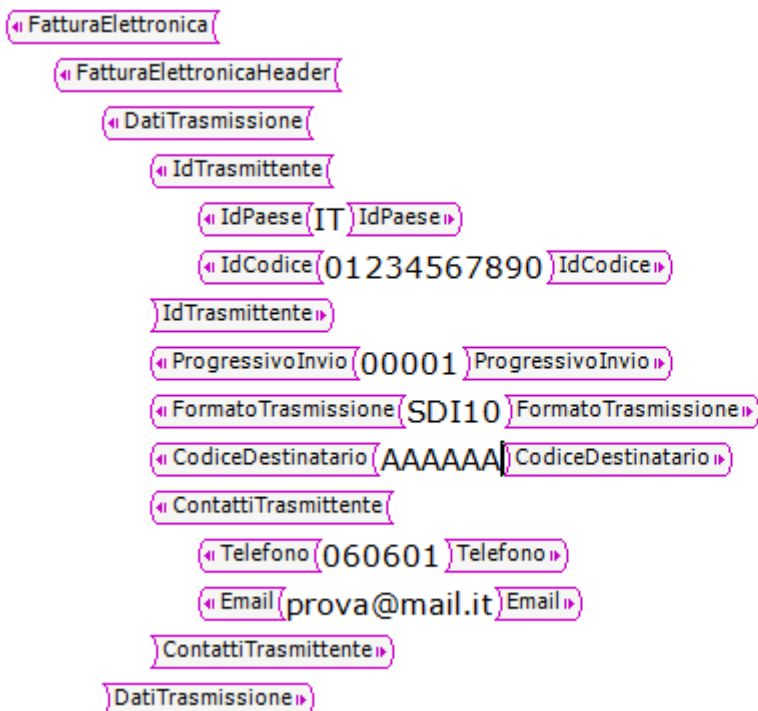 FatturaElettronica
FatturaElettronicaHeader
DatiTrasmissione
IdTrasmittente
IdPaese IT IdPaese
IdCodice 01234567890 IdCodice
IdTrasmittente
ProgressivoInvio 00001 ProgressivoInvio
FormatoTrasmissione SDI10 FormatoTrasmissione
CodiceDestinatario AAAAAA CodiceDestinatario
ContattiTrasmittente
Telefono 060601 Telefono
Email prova@mail.it Email
ContattiTrasmittente
DatiTrasmissione